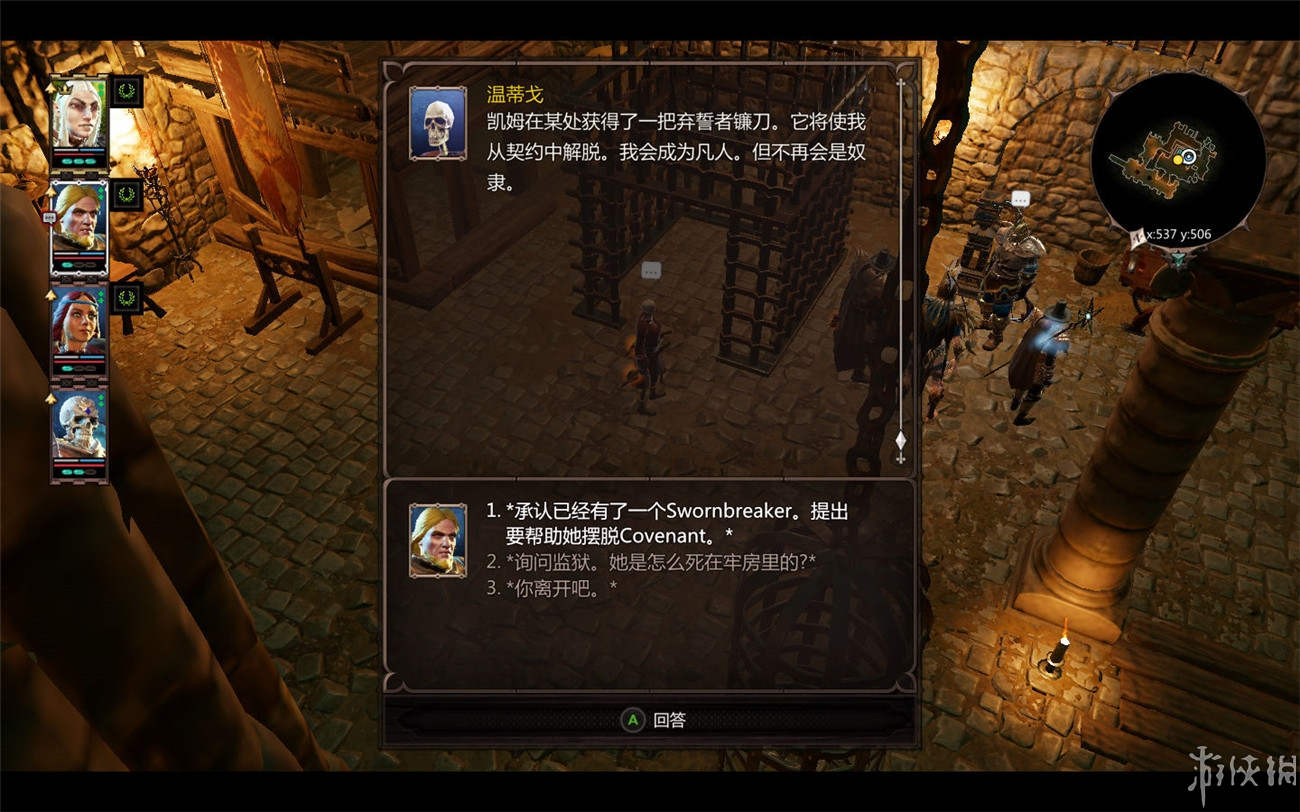 温蒂戈
凯姆在某处获得了一把弃誓者镰刀。它将使我
从契约中解脱。我会成为凡人。但不再会是奴
隶。
x:537 y:506
1. *承认已经有了一个Swornbreaker。提出
要帮助她摆脱Covenant。*
2. *询问监狱。她是怎么死在牢房里的?*
3. *你离开吧。*
A 回答
游侠网